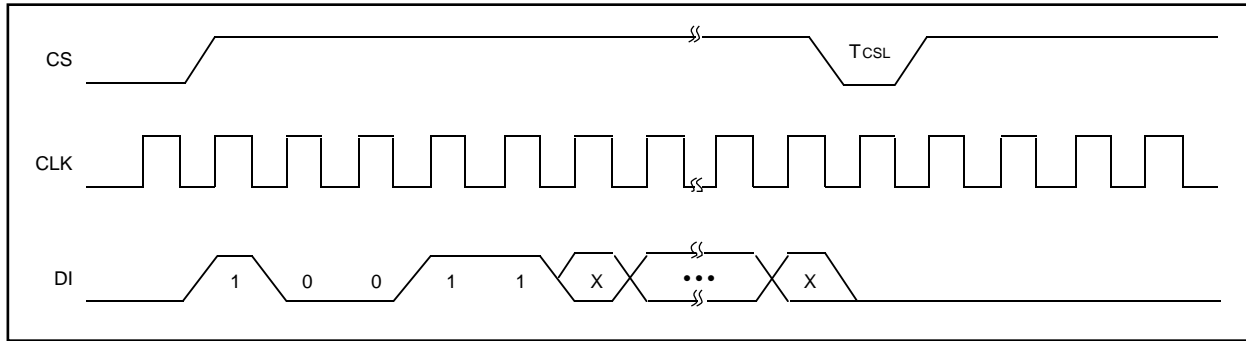 CS
TCSL
CLK
DI
1 0 0 1 1 X ••• X